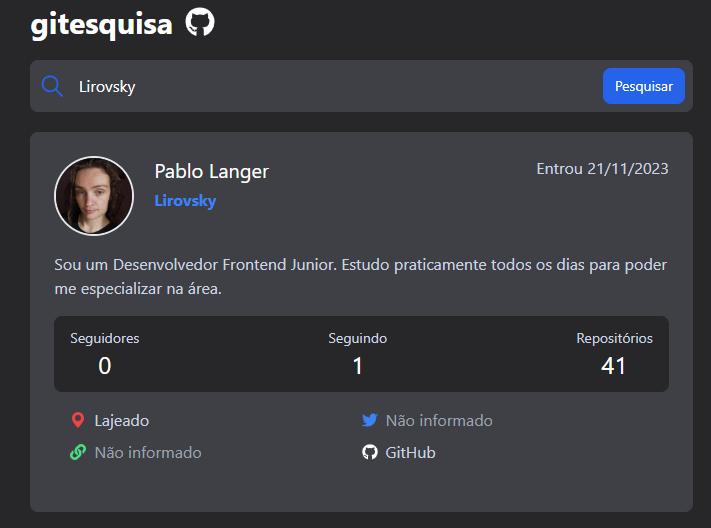 gitesquisa
Lirovsky
Pesquisar
Pablo Langer
Entrou 21/11/2023
Lirovsky
Sou um Desenvolvedor Frontend Junior. Estudo praticamente todos os dias para poder
me especializar na área.
Seguidores Seguindo Repositórios
0 1 41
Lajeado Não informado
Não informado GitHub